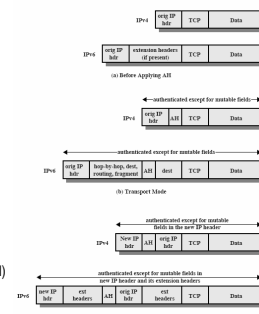 IPv4 orig IP hdr TCP Data
IPv6 orig IP hdr extension headers (if present) TCP Data
(a) Before Applying AH
authenticated except for mutable fields
IPv4 orig IP hdr AH TCP Data
authenticated except for mutable fields
IPv6 orig IP hdr hop-by-hop, dest, routing, fragment AH dest TCP Data
(b) Transport Mode
authenticated except for mutable fields in the new IP header
IPv4 New IP hdr AH orig IP hdr TCP Data
authenticated except for mutable fields in new IP header and its extension headers
IPv6 new IP hdr ext headers AH orig IP hdr ext headers TCP Data